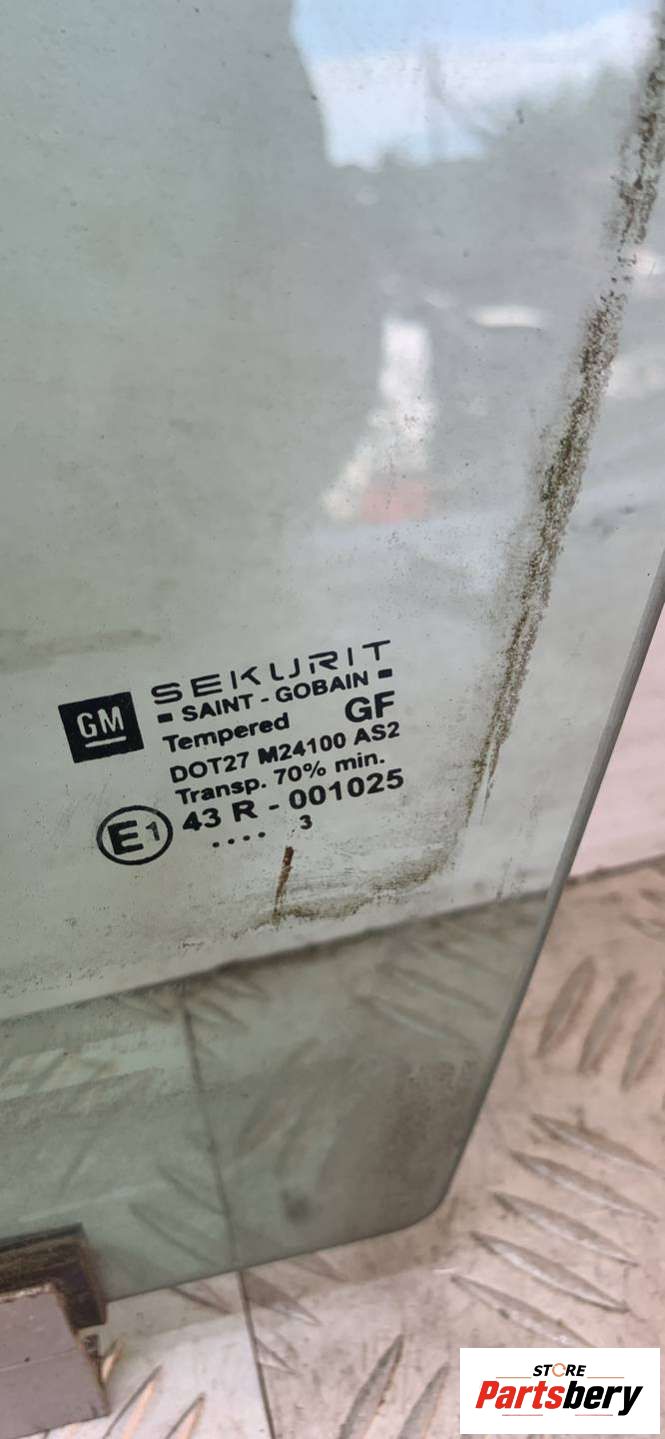 GM
SEKURIT
SAINT - GOBAIN
Tempered GF
DOT27 M24100 AS2
Transp. 70% min.
E1 43 R - 001025
.... 3
STORE
Partsbery